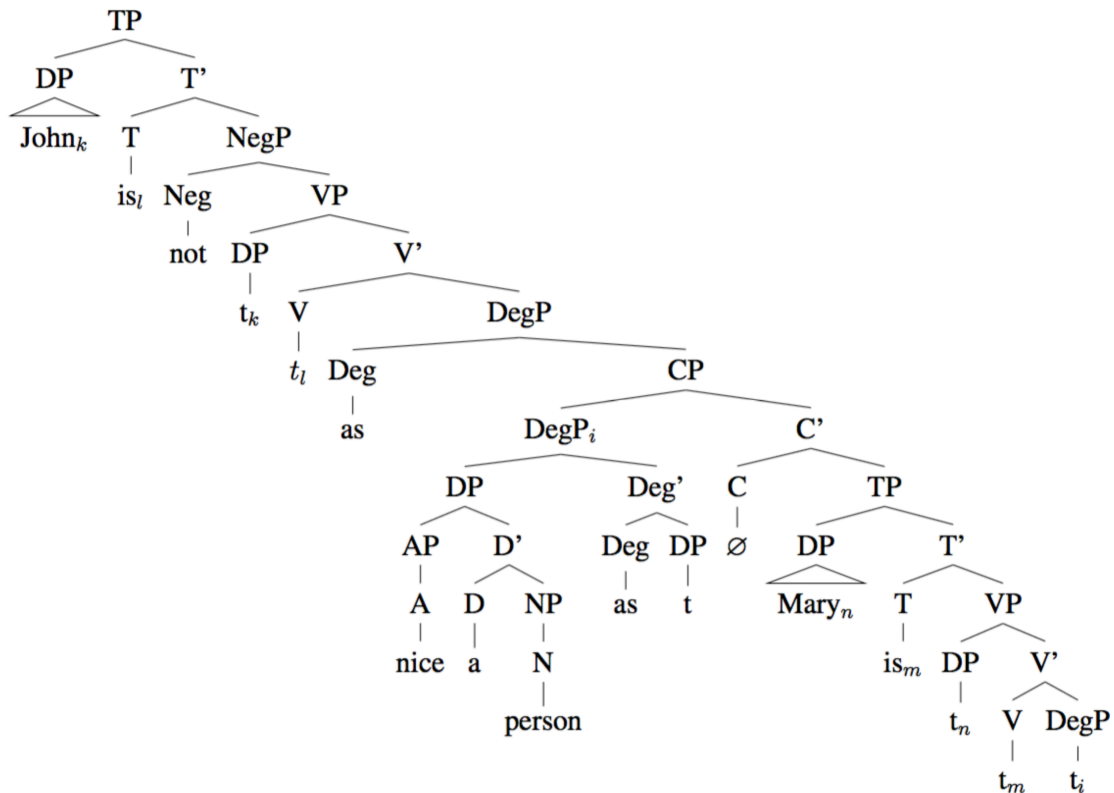 TP
DP T’
John_k T NegP
is_l Neg VP
not DP V’
t_k V DegP
t_l Deg CP
as DegP_i C’
DP Deg’ C TP
AP D’ Deg DP ∅ DP T’
A D NP as t Mary_n T VP
nice a N is_m DP V’
person t_n V DegP
t_m t_i